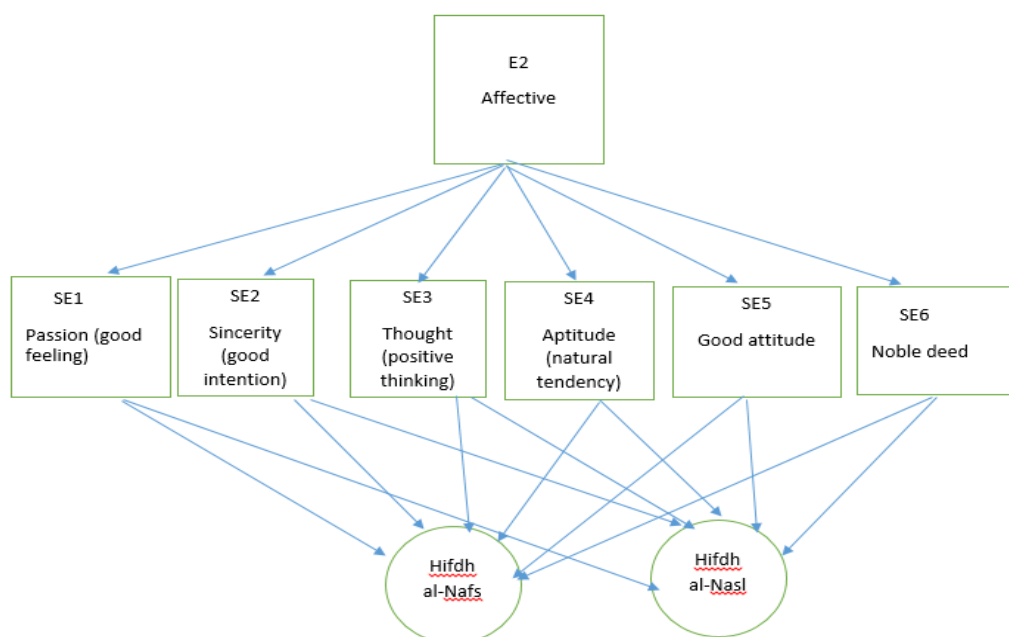 E2
Affective
SE1
Passion (good
feeling)
SE2
Sincerity
(good
intention)
SE3
Thought
(positive
thinking)
SE4
Aptitude
(natural
tendency)
SE5
Good attitude
SE6
Noble deed
Hifdh
al-Nafs
Hifdh
al-Nasl